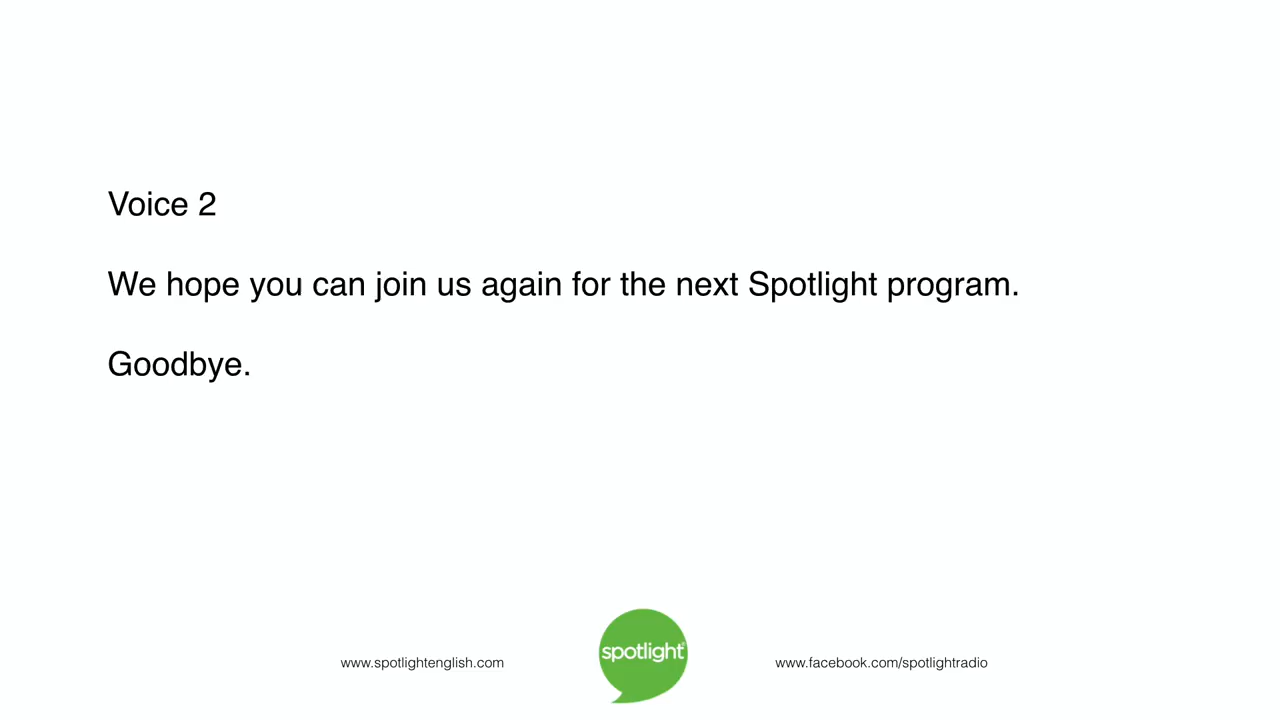 Voice 2
We hope you can join us again for the next Spotlight program.
Goodbye.
www.spotlightenglish.com
spotlight
www.facebook.com/spotlightradio